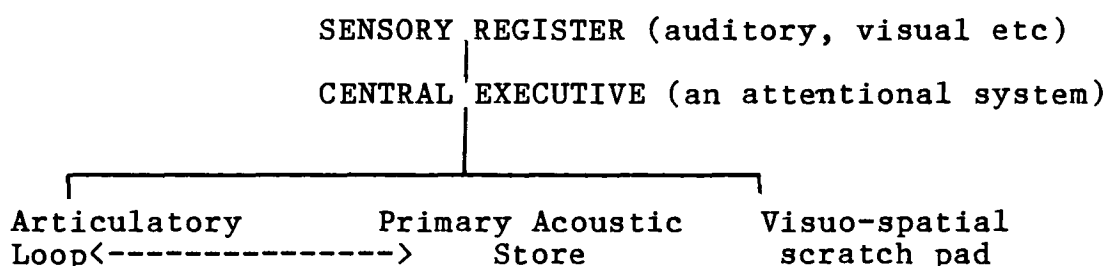 SENSORY REGISTER (auditory, visual etc)
CENTRAL EXECUTIVE (an attentional system)
Articulatory Primary Acoustic Visuo-spatial
Loop<---------------> Store scratch pad